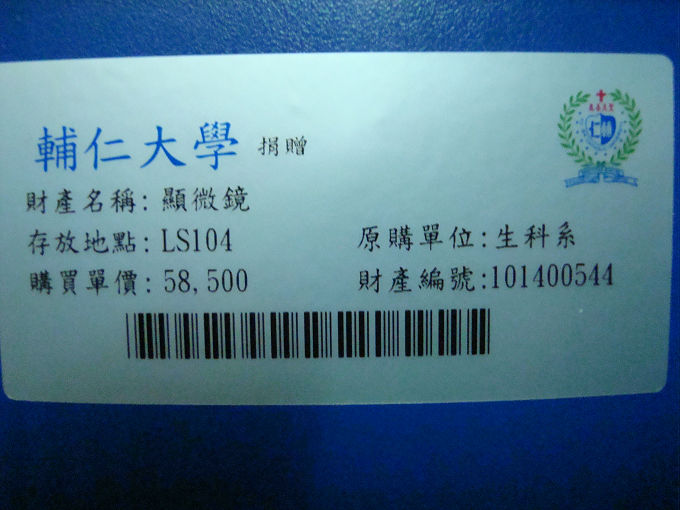 輔仁大學 捐贈
財產名稱: 顯微鏡
存放地點: LS104 原購單位:生科系
購買單價: 58,500 財產編號:101400544